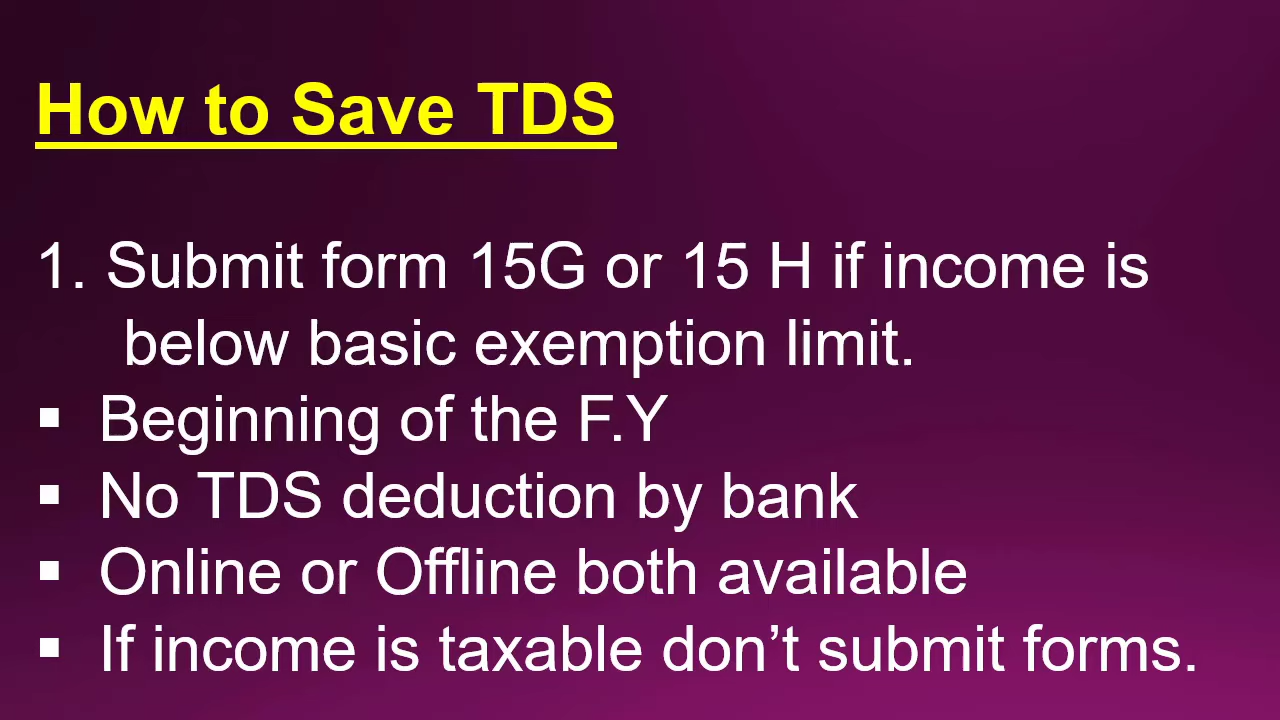 How to Save TDS
1. Submit form 15G or 15 H if income is
below basic exemption limit.
▪ Beginning of the F.Y
▪ No TDS deduction by bank
▪ Online or Offline both available
▪ If income is taxable don’t submit forms.